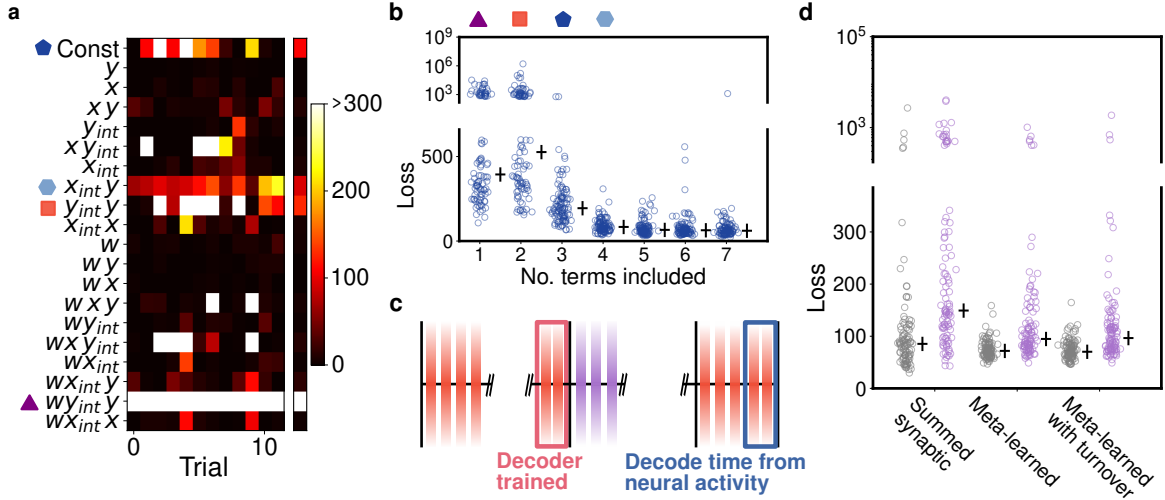 a
Const
y
x
x y
y_int
x y_int
x_int
x_int y
y_int y
x_int x
w
w y
w x
w x y
wy_int
wx y_int
wx_int
wx_int y
wy_int y
wx_int x
0
10
Trial
>300
200
100
0
b
10^9
10^6
10^3
500
0
Loss
1 2 3 4 5 6 7
No. terms included
c
Decoder
trained
Decode time from
neural activity
d
10^5
10^3
300
200
100
0
Loss
Summed
synaptic
Meta-learned
Meta-learned
with turnover